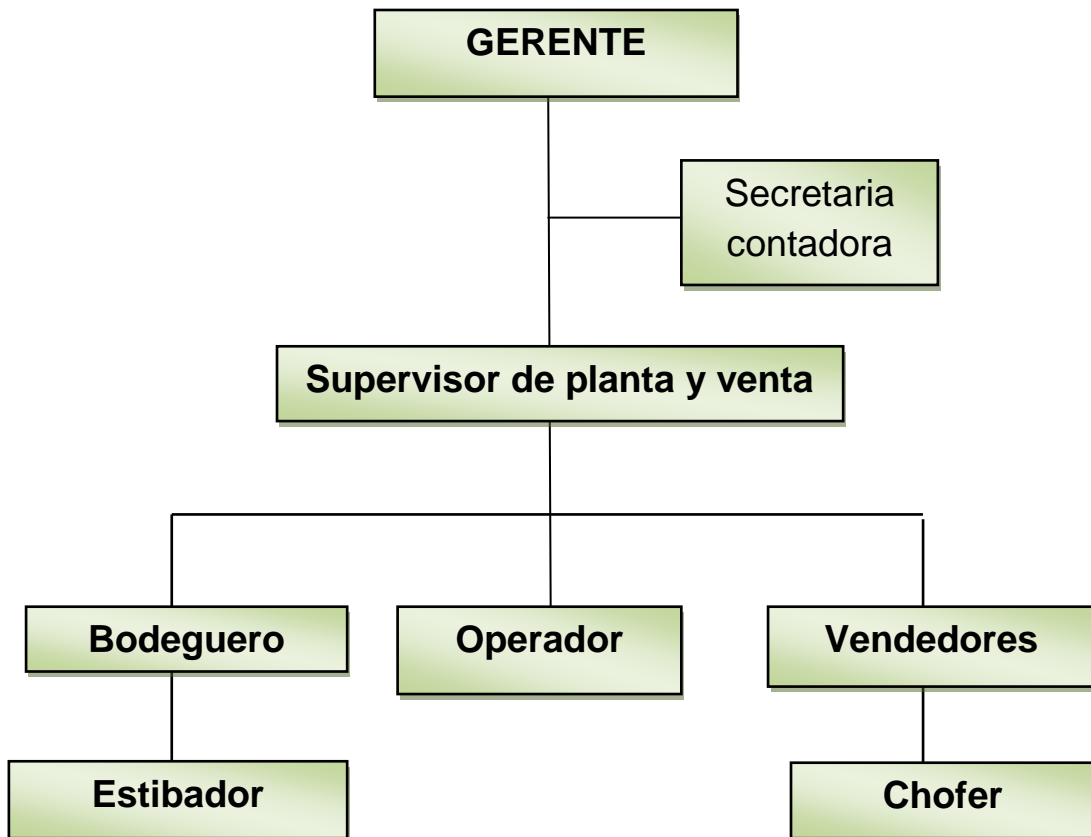 GERENTE
Secretaria
contadora
Supervisor de planta y venta
Bodeguero
Operador
Vendedores
Estibador
Chofer